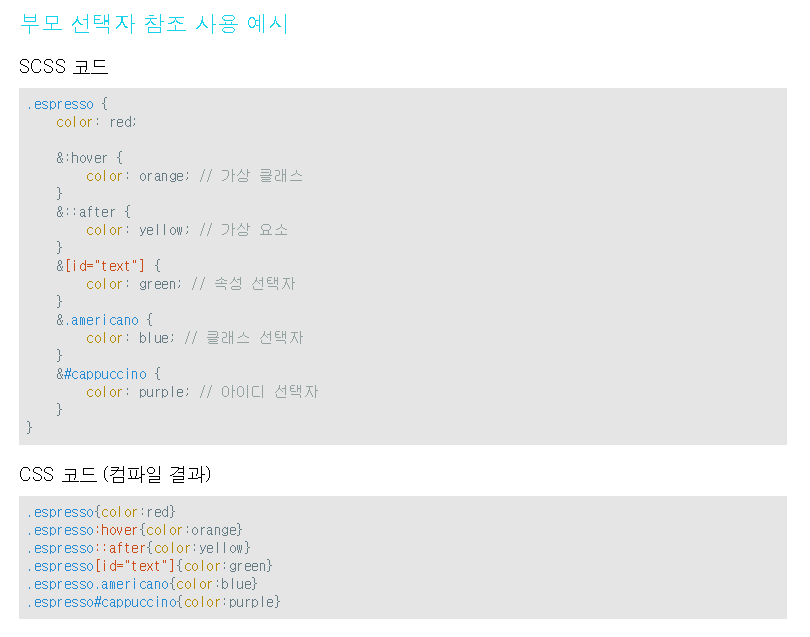 부모 선택자 참조 사용 예시
SCSS 코드
.espresso {
    color: red;

    &:hover {
        color: orange; // 가상 클래스
    }
    &::after {
        color: yellow; // 가상 요소
    }
    &[id="text"] {
        color: green; // 속성 선택자
    }
    &.americano {
        color: blue; // 클래스 선택자
    }
    &#cappuccino {
        color: purple; // 아이디 선택자
    }
}
CSS 코드 (컴파일 결과)
.espresso{color:red}
.espresso:hover{color:orange}
.espresso::after{color:yellow}
.espresso[id="text"]{color:green}
.espresso.americano{color:blue}
.espresso#cappuccino{color:purple}